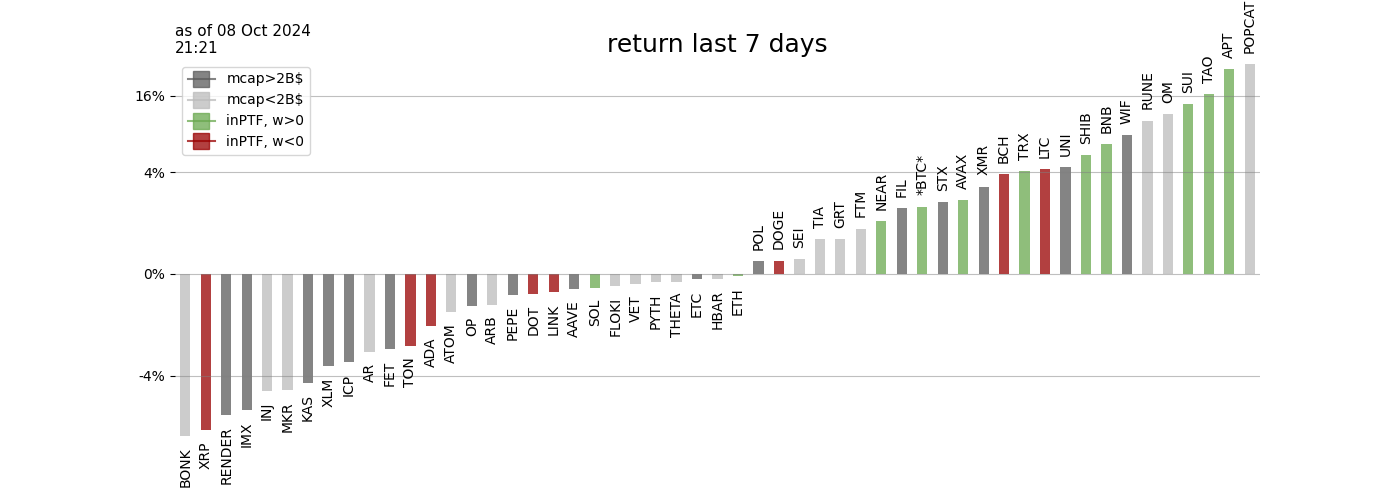 as of 08 Oct 2024
21:21
return last 7 days
mcap>2B$
mcap<2B$
inPTF, w>0
inPTF, w<0
16%
4%
0%
-4%
BONK
XRP
RENDER
IMX
INJ
MKR
KAS
XLM
ICP
AR
FET
TON
ADA
ATOM
OP
ARB
PEPE
DOT
LINK
AAVE
SOL
FLOKI
VET
PYTH
THETA
ETC
HBAR
ETH
POL
DOGE
SEI
TIA
GRT
FTM
NEAR
FIL
*BTC*
STX
AVAX
XMR
BCH
TRX
LTC
UNI
SHIB
BNB
WIF
RUNE
OM
SUI
TAO
APT
POPCAT